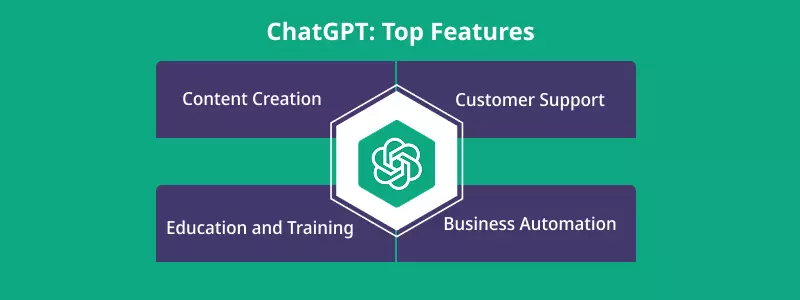 ChatGPT: Top Features
Content Creation
Customer Support
Education and Training
Business Automation